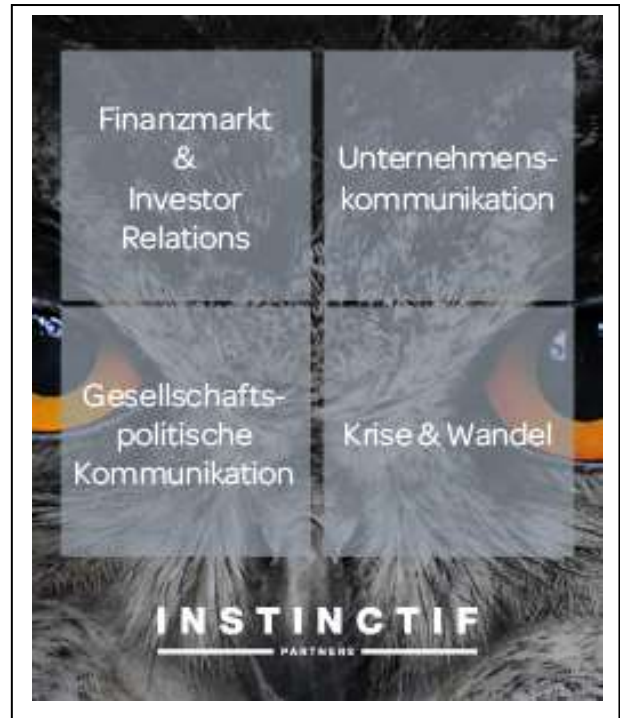 Finanzmarkt
&
Investor
Relations
Unternehmens-
kommunikation
Gesellschafts-
politische
Kommunikation
Krise & Wandel
INSTINCTIF
PARTNERS